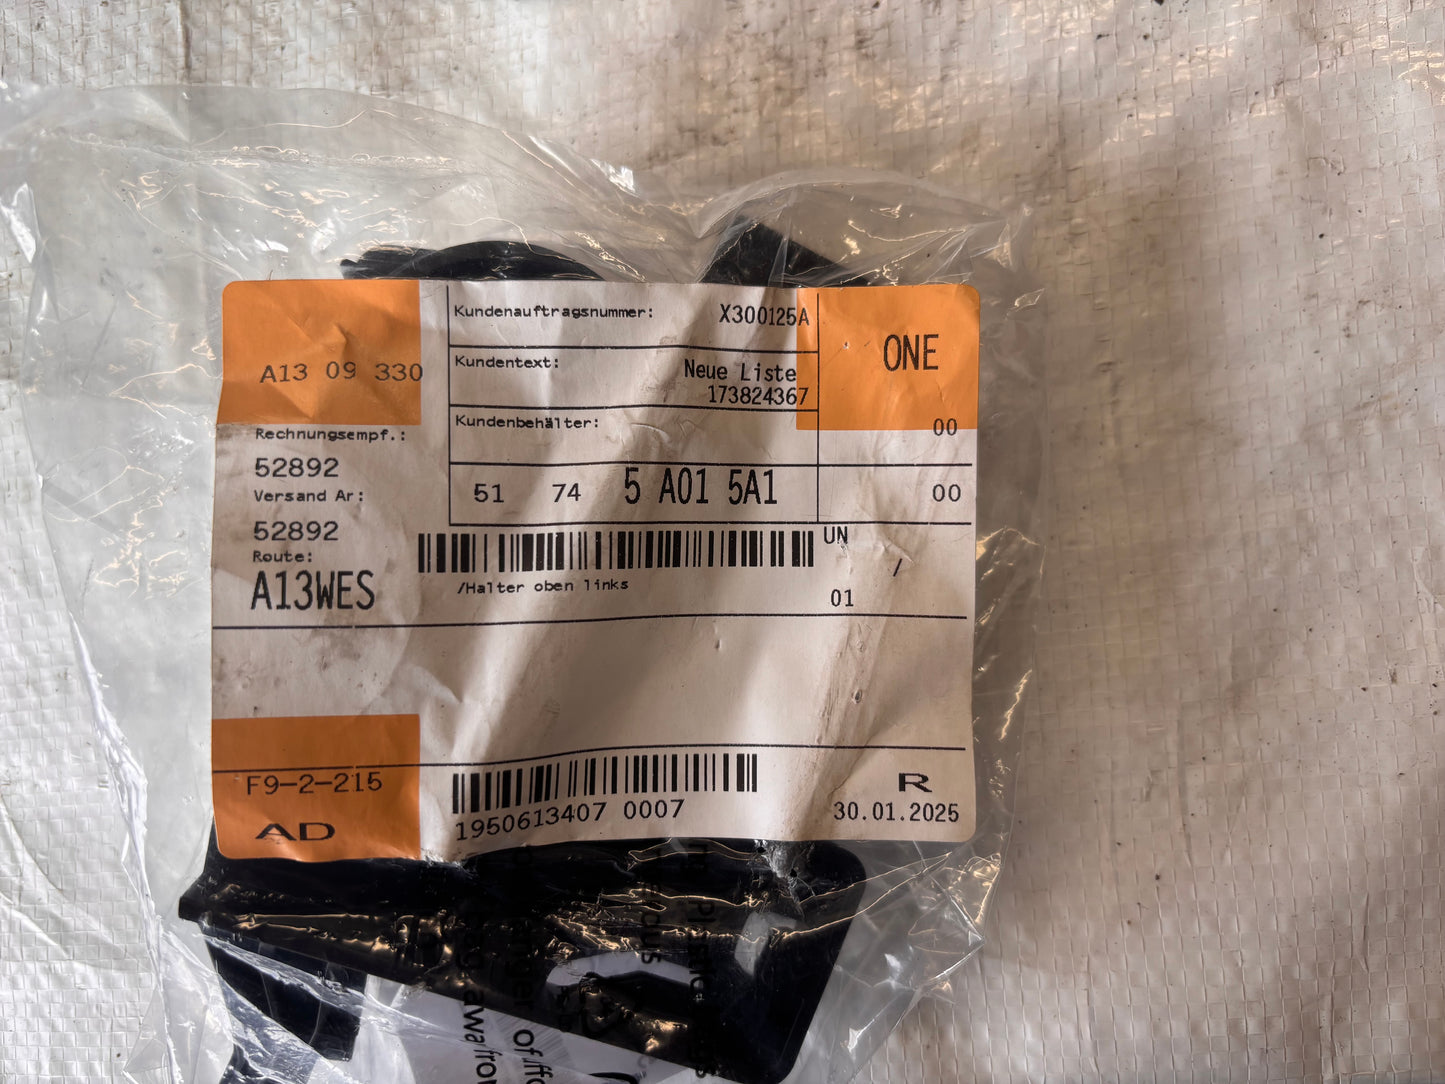 A13 09 330
Kundenauftragsnummer: X300125A
Kundentext: Neue Liste
173824367
Kundenbehälter:
ONE
00
Rechnungsempf.:
52892
Versand Ar:
52892
Route:
A13WES
51 74 5 A01 5A1
00
UN
/
/Halter oben links
01
F9-2-215
AD
1950613407 0007
R
30.01.2025
of
away